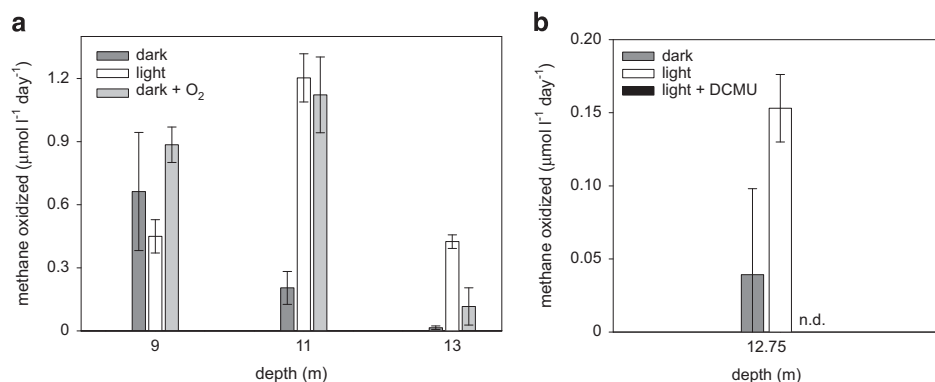 a
dark
light
dark + O₂
methane oxidized (μmol l⁻¹ day⁻¹)
1.2
0.9
0.6
0.3
0
9 11 13
depth (m)
b
dark
light
light + DCMU
methane oxidized (μmol l⁻¹ day⁻¹)
0.20
0.15
0.10
0.05
0
n.d.
12.75
depth (m)